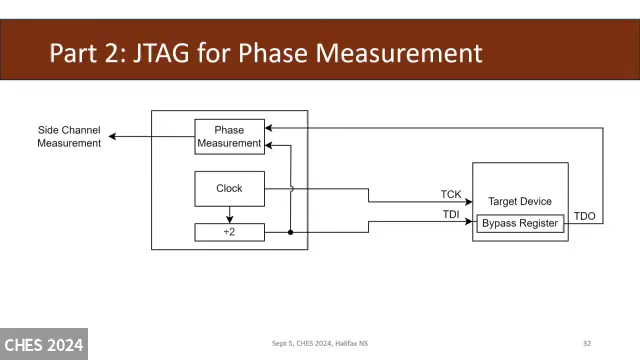 Part 2: JTAG for Phase Measurement
Side Channel
Measurement
Phase
Measurement
Clock
÷2
TCK
TDI
Target Device
Bypass Register
TDO
CHES 2024
Sept 5, CHES 2024, Halifax NS
32